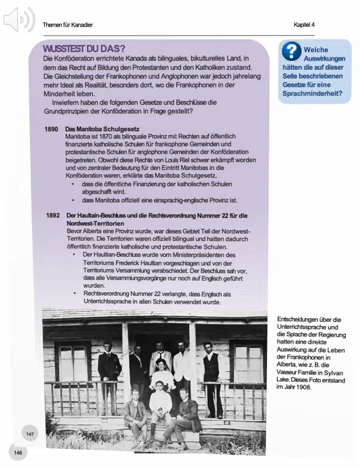 Themen für Kanadier
Kapitel 4
WUSSTEST DU DAS?
Die Konföderation errichtete Kanada als bilinguales, bikulturelles Land, in
dem das Recht auf Bildung den Protestanten und den Katholiken zustand.
Die Gleichstellung der Frankophonen und Anglophonen war jedoch jahrelang
mehr Ideal als Realität, besonders dort, wo die Frankophonen in der
Minderheit leben.
Inwiefern haben die folgenden Gesetze und Beschlüsse die
Grundprinzipien der Konföderation in Frage gestellt?
1890 Das Manitoba Schulgesetz
Manitoba ist 1870 als bilinguale Provinz mit Rechten auf öffentlich
finanzierte katholische Schulen für frankophone Gemeinden und
protestantische Schulen für anglophone Gemeinden der Konföderation
beigetreten. Obwohl diese Rechte von Louis Riel schwer erkämpft worden
und von zentraler Bedeutung für den Eintritt Manitobas in die
Konföderation waren, erklärte das Manitoba Schulgesetz,
• dass die öffentliche Finanzierung der katholischen Schulen
abgeschafft wird.
• dass Manitoba offiziell eine einsprachig-englische Provinz ist.
1892 Der Haultain-Beschluss und die Rechtsverordnung Nummer 22 für die
Nordwest-Territorien
Bevor Alberta eine Provinz wurde, war dieses Gebiet Teil der Nordwest-
Territorien. Die Territorien waren offiziell bilingual und hatten dadurch
öffentlich finanzierte katholische und protestantische Schulen.
• Der Haultain-Beschluss wurde vom Ministerpräsidenten des
Territoriums Frederick Haultian vorgeschlagen und von der
Territoriums Versammlung verabschiedet. Der Beschluss sah vor,
dass alle Versammlungsvorgänge nur noch auf Englisch geführt
wurden.
• Rechtsverordnung Nummer 22 verlangte, dass Englisch als
Unterrichtssprache in allen Schulen verwendet wurde.
? Welche
Auswirkungen
hätten die auf dieser
Seite beschriebenen
Gesetze für eine
Sprachminderheit?
Entscheidungen über die
Unterrichtssprache und
die Sprache der Regierung
hatten eine direkte
Auswirkung auf die Leben
der Frankophonen in
Alberta, wie z. B. die
Vasseur Familie in Sylvan
Lake. Dieses Foto entstand
im Jahr 1908.
147
146